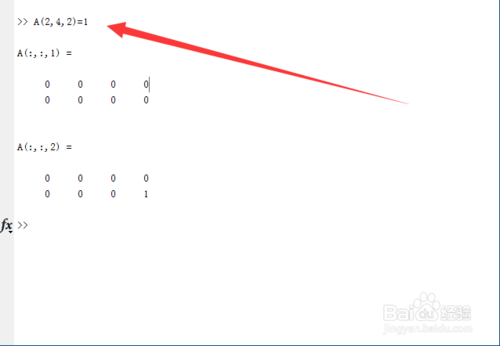 >> A(2,4,2)=1
A(:,:,1) =
0 0 0 0
0 0 0 0
A(:,:,2) =
0 0 0 0
0 0 0 1
fx >>
Baidu 经验
jingyan.baidu.com